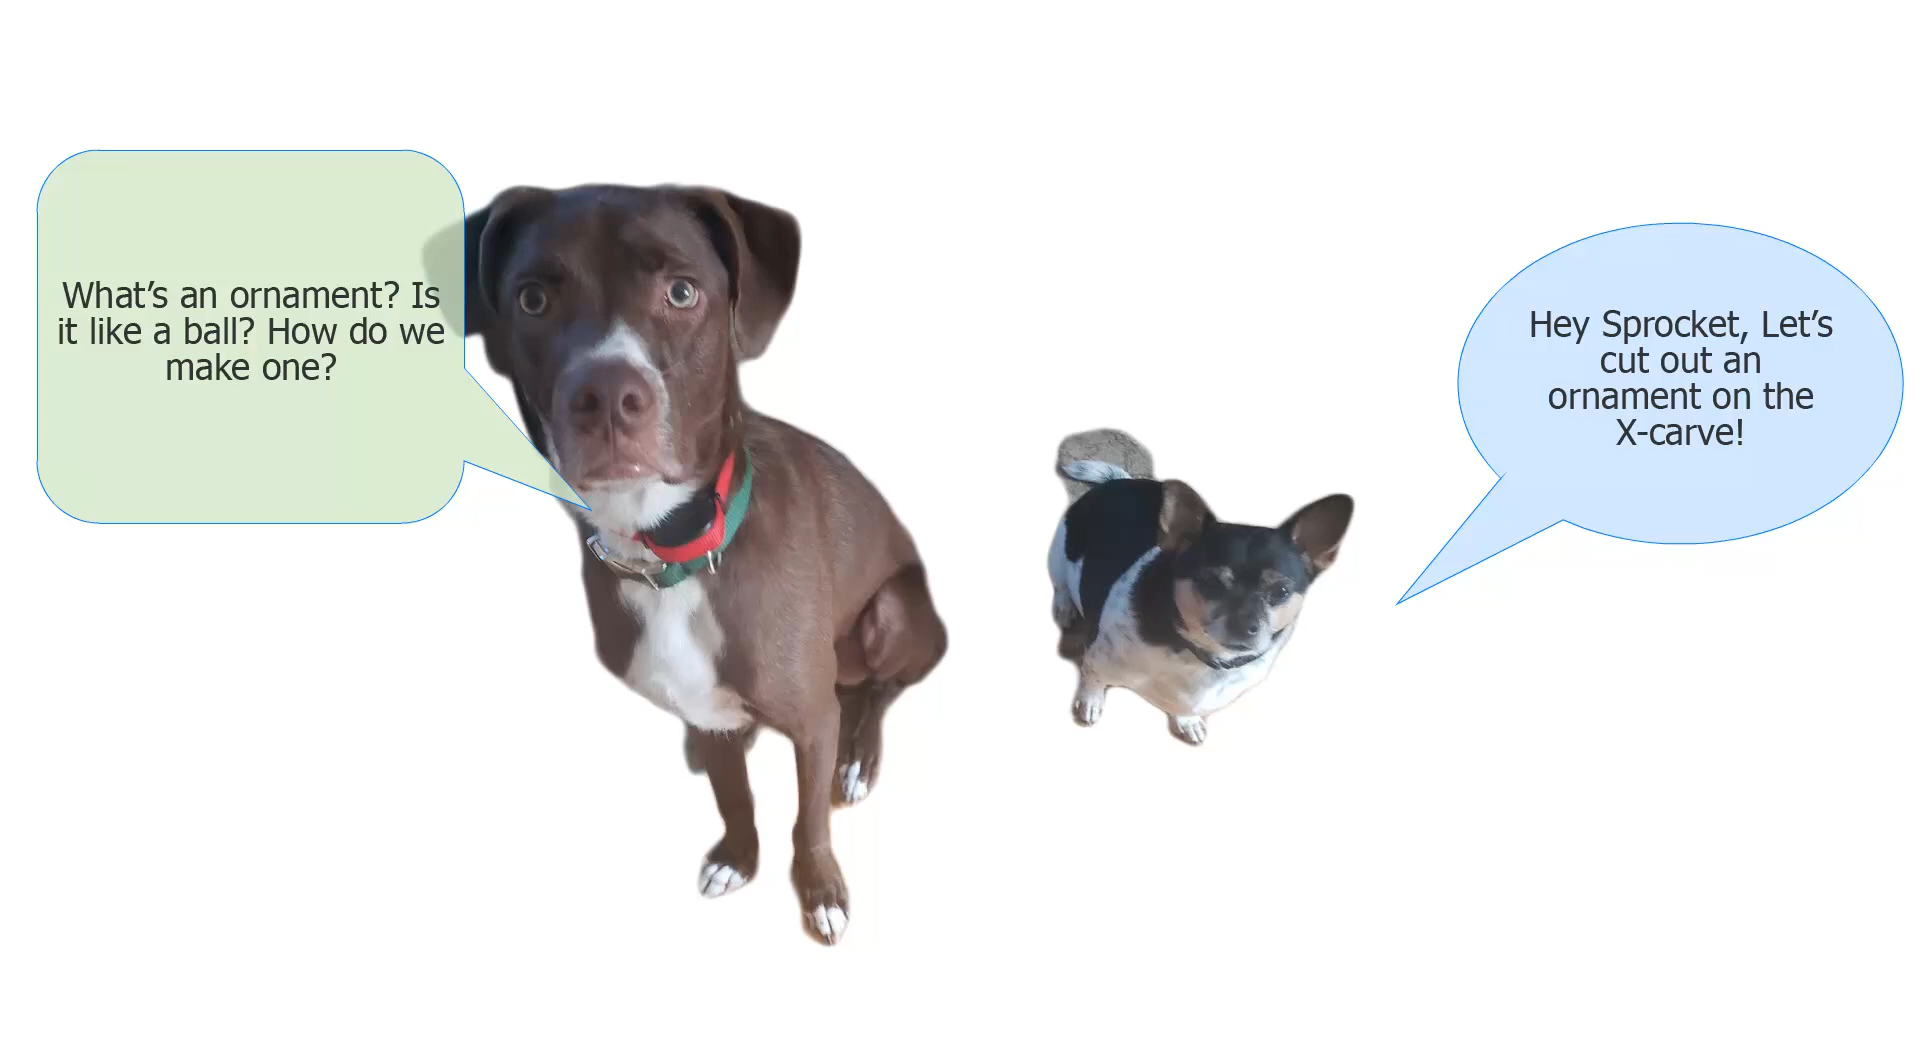 What’s an ornament? Is
it like a ball? How do we
make one?
Hey Sprocket, Let’s
cut out an
ornament on the
X-carve!